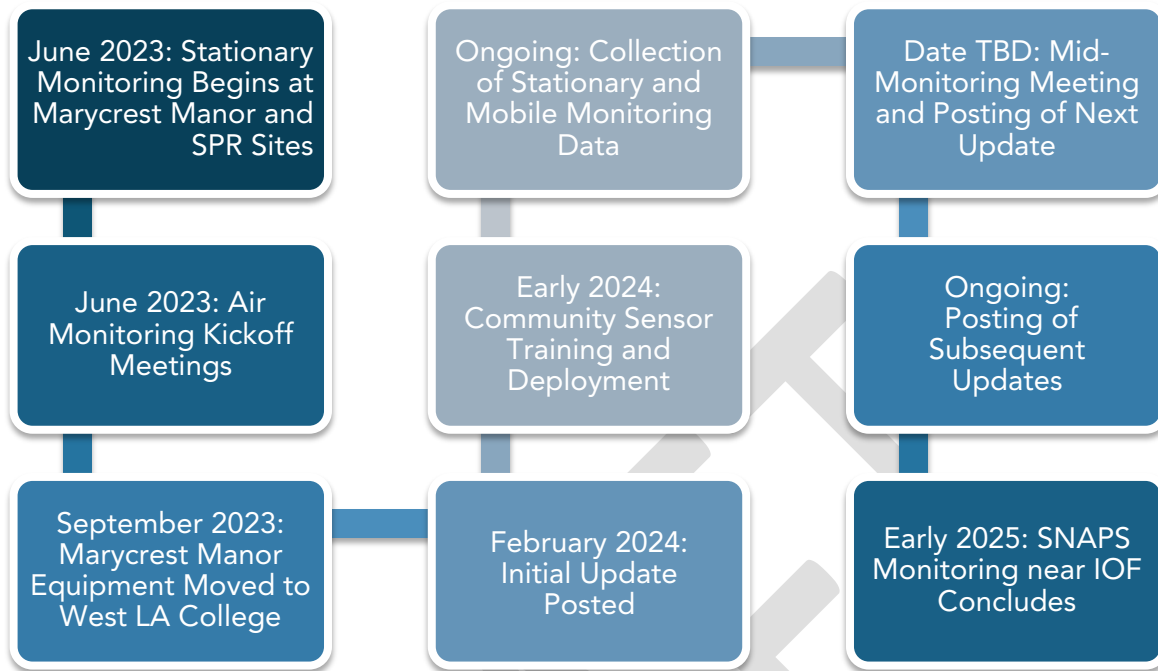 June 2023: Stationary
Monitoring Begins at
Marycrest Manor and
SPR Sites
June 2023: Air
Monitoring Kickoff
Meetings
September 2023:
Marycrest Manor
Equipment Moved to
West LA College
February 2024:
Initial Update
Posted
Early 2024:
Community Sensor
Training and
Deployment
Ongoing: Collection
of Stationary and
Mobile Monitoring
Data
Date TBD: Mid-
Monitoring Meeting
and Posting of Next
Update
Ongoing:
Posting of
Subsequent
Updates
Early 2025: SNAPS
Monitoring near IOF
Concludes